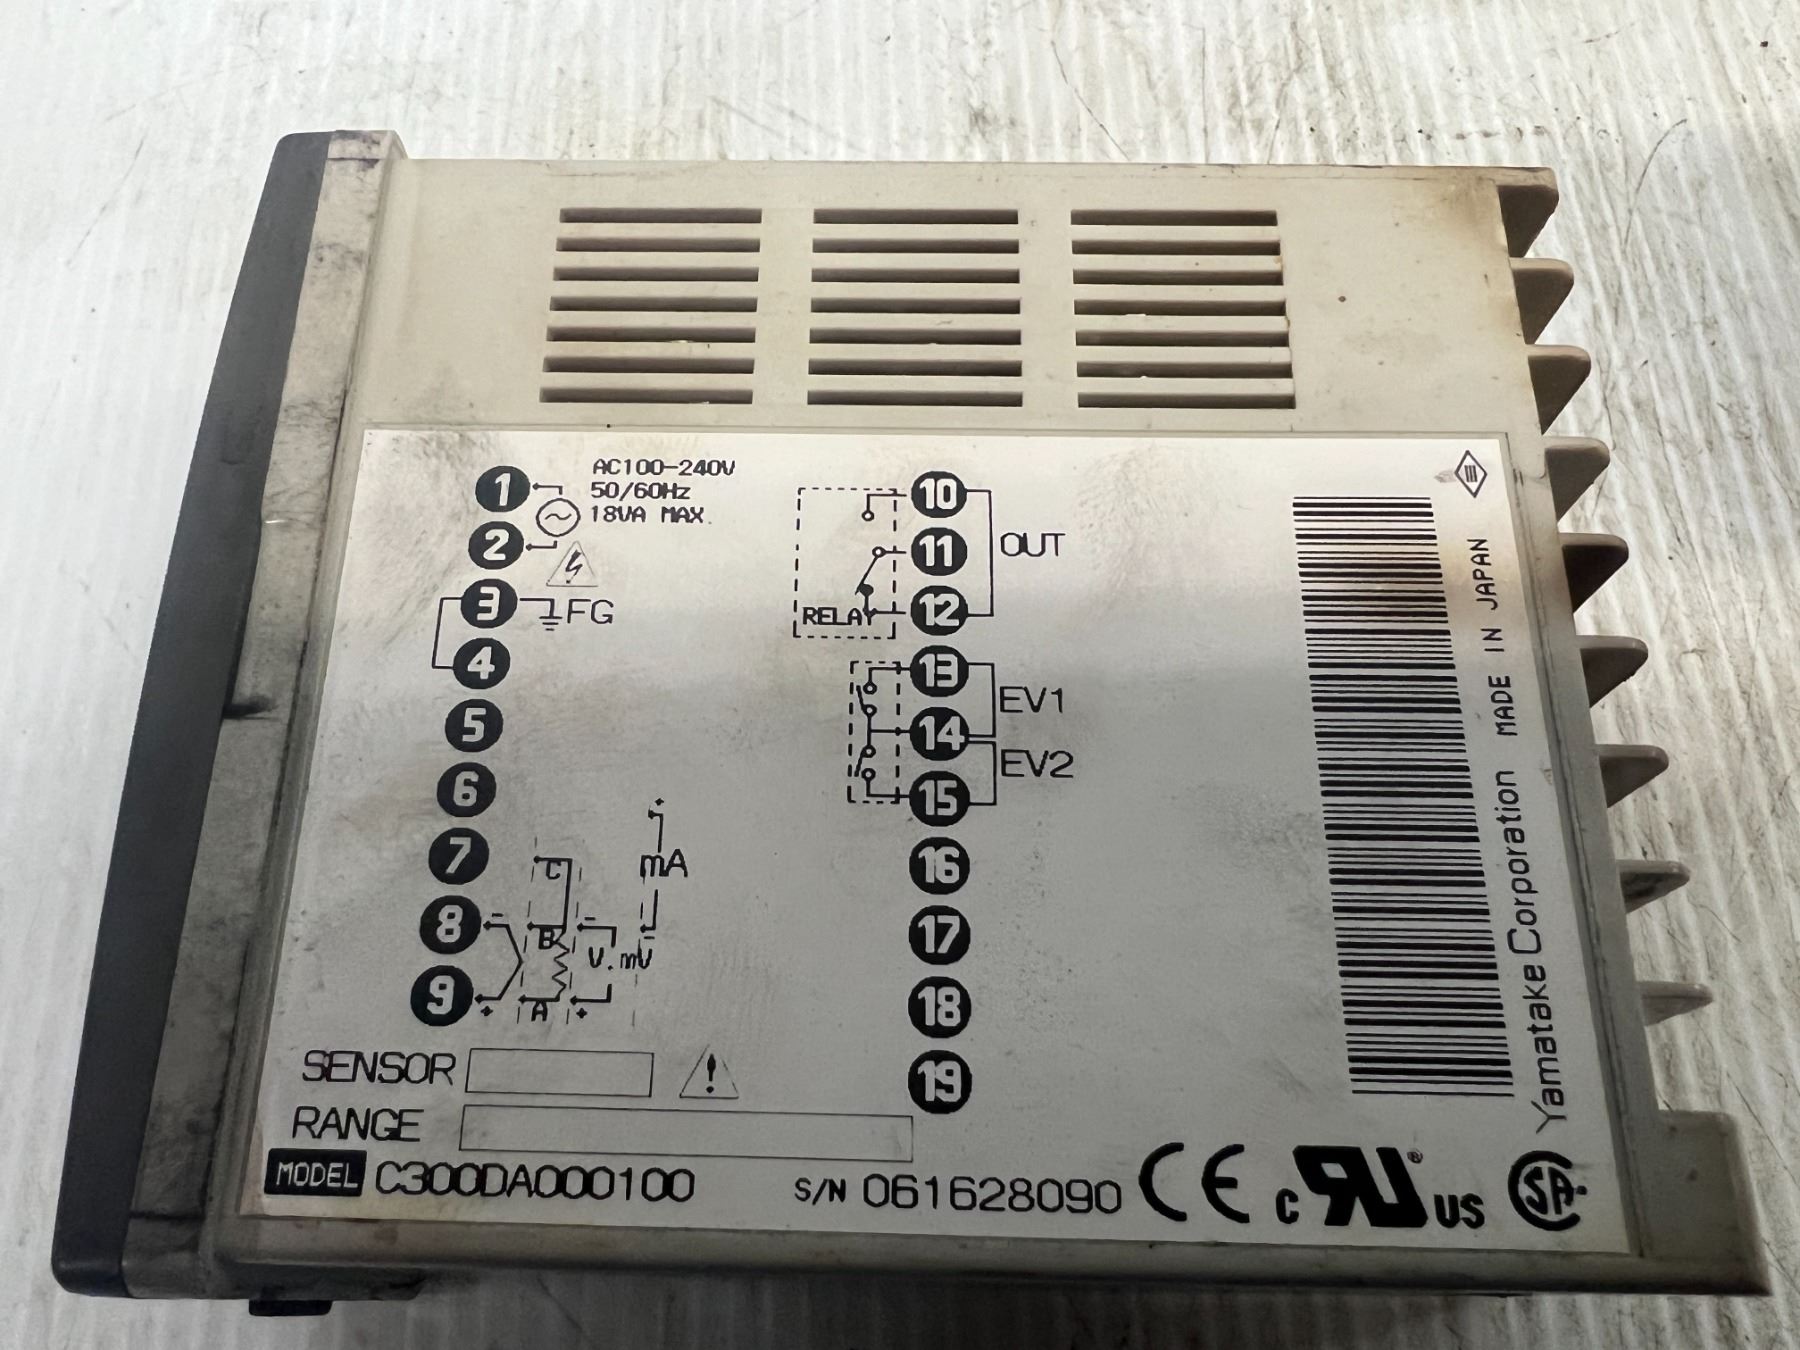 1
2
3
4
5
6
7
8
9
AC100-240V
50/60Hz
18VA MAX.
FG
C
B
A
- +
- +
V. mV
+
mA
-
RELAY
10
11
12
13
14
15
16
17
18
19
OUT
EV1
EV2
SENSOR
RANGE
MODEL C300DA000100
S/N 061628090
CE
c RU ® US
SA
Yamatake Corporation MADE IN JAPAN